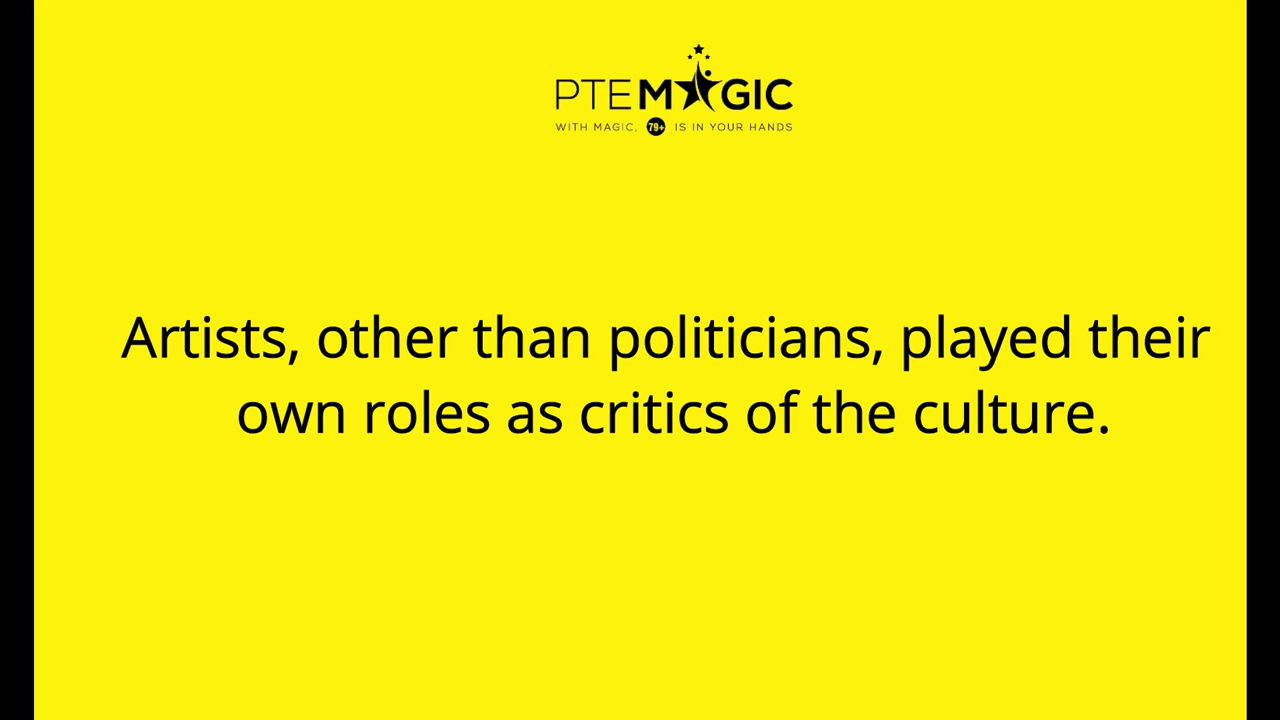 PTEMAGIC
WITH MAGIC, 79+ IS IN YOUR HANDS
Artists, other than politicians, played their
own roles as critics of the culture.